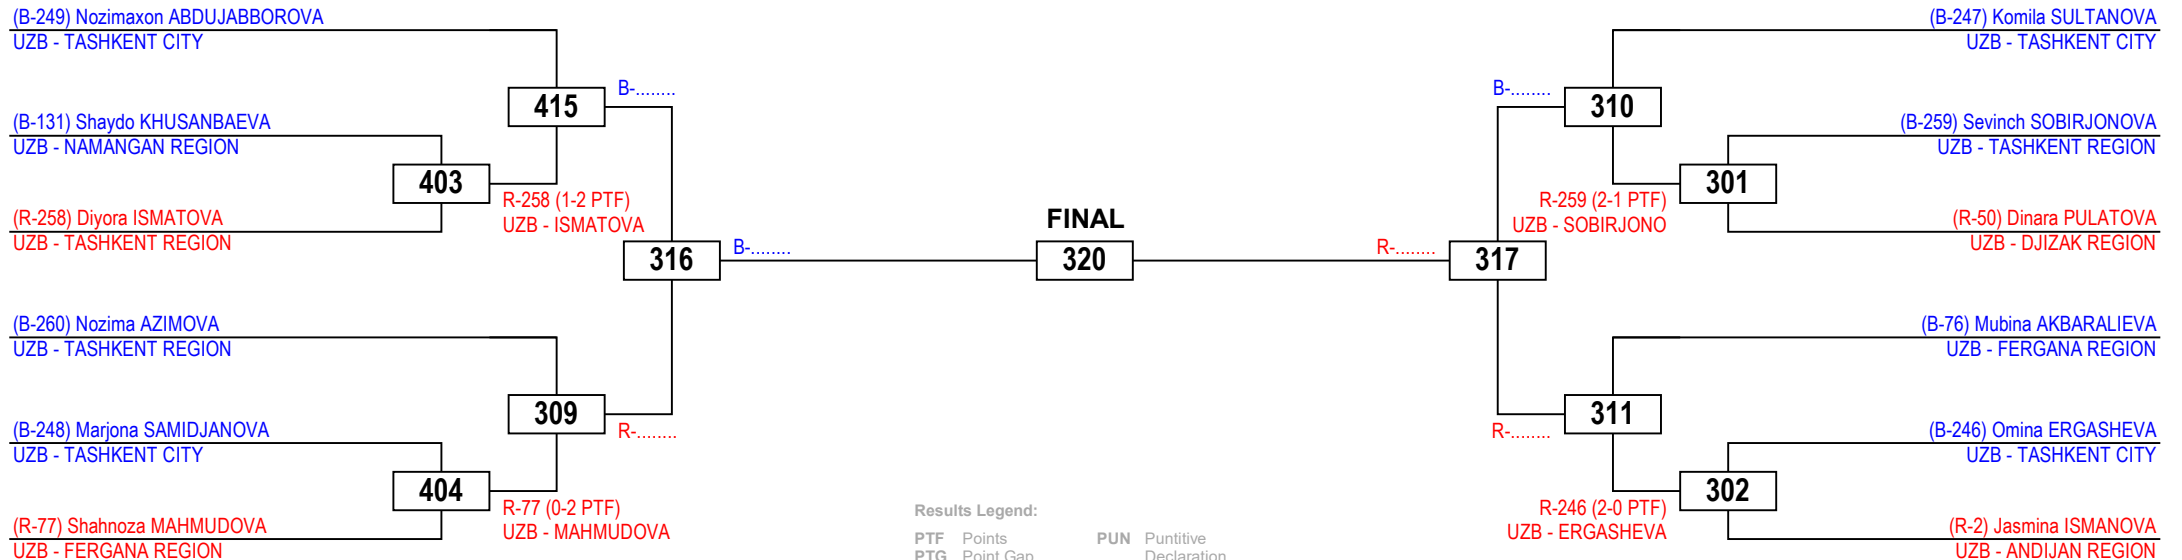 (B-249) Nozimaxon ABDUJABBOROVA
UZB - TASHKENT CITY
(B-131) Shaydo KHUSANBAEVA
UZB - NAMANGAN REGION
(R-258) Diyora ISMATOVA
UZB - TASHKENT REGION
403
R-258 (1-2 PTF)
UZB - ISMATOVA
415
B-........
(B-260) Nozima AZIMOVA
UZB - TASHKENT REGION
(B-248) Marjona SAMIDJANOVA
UZB - TASHKENT CITY
(R-77) Shahnoza MAHMUDOVA
UZB - FERGANA REGION
404
R-77 (0-2 PTF)
UZB - MAHMUDOVA
309
R-........
316
B-........
FINAL
320
R-........
317
B-........
310
(B-247) Komila SULTANOVA
UZB - TASHKENT CITY
(B-259) Sevinch SOBIRJONOVA
UZB - TASHKENT REGION
301
R-259 (2-1 PTF)
UZB - SOBIRJONO
(R-50) Dinara PULATOVA
UZB - DJIZAK REGION
(B-76) Mubina AKBARALIEVA
UZB - FERGANA REGION
311
R-........
(B-246) Omina ERGASHEVA
UZB - TASHKENT CITY
302
R-246 (2-0 PTF)
UZB - ERGASHEVA
(R-2) Jasmina ISMANOVA
UZB - ANDIJAN REGION
Results Legend:
PTF Points
PTG Point Gap
PUN Puntitive
Declaration